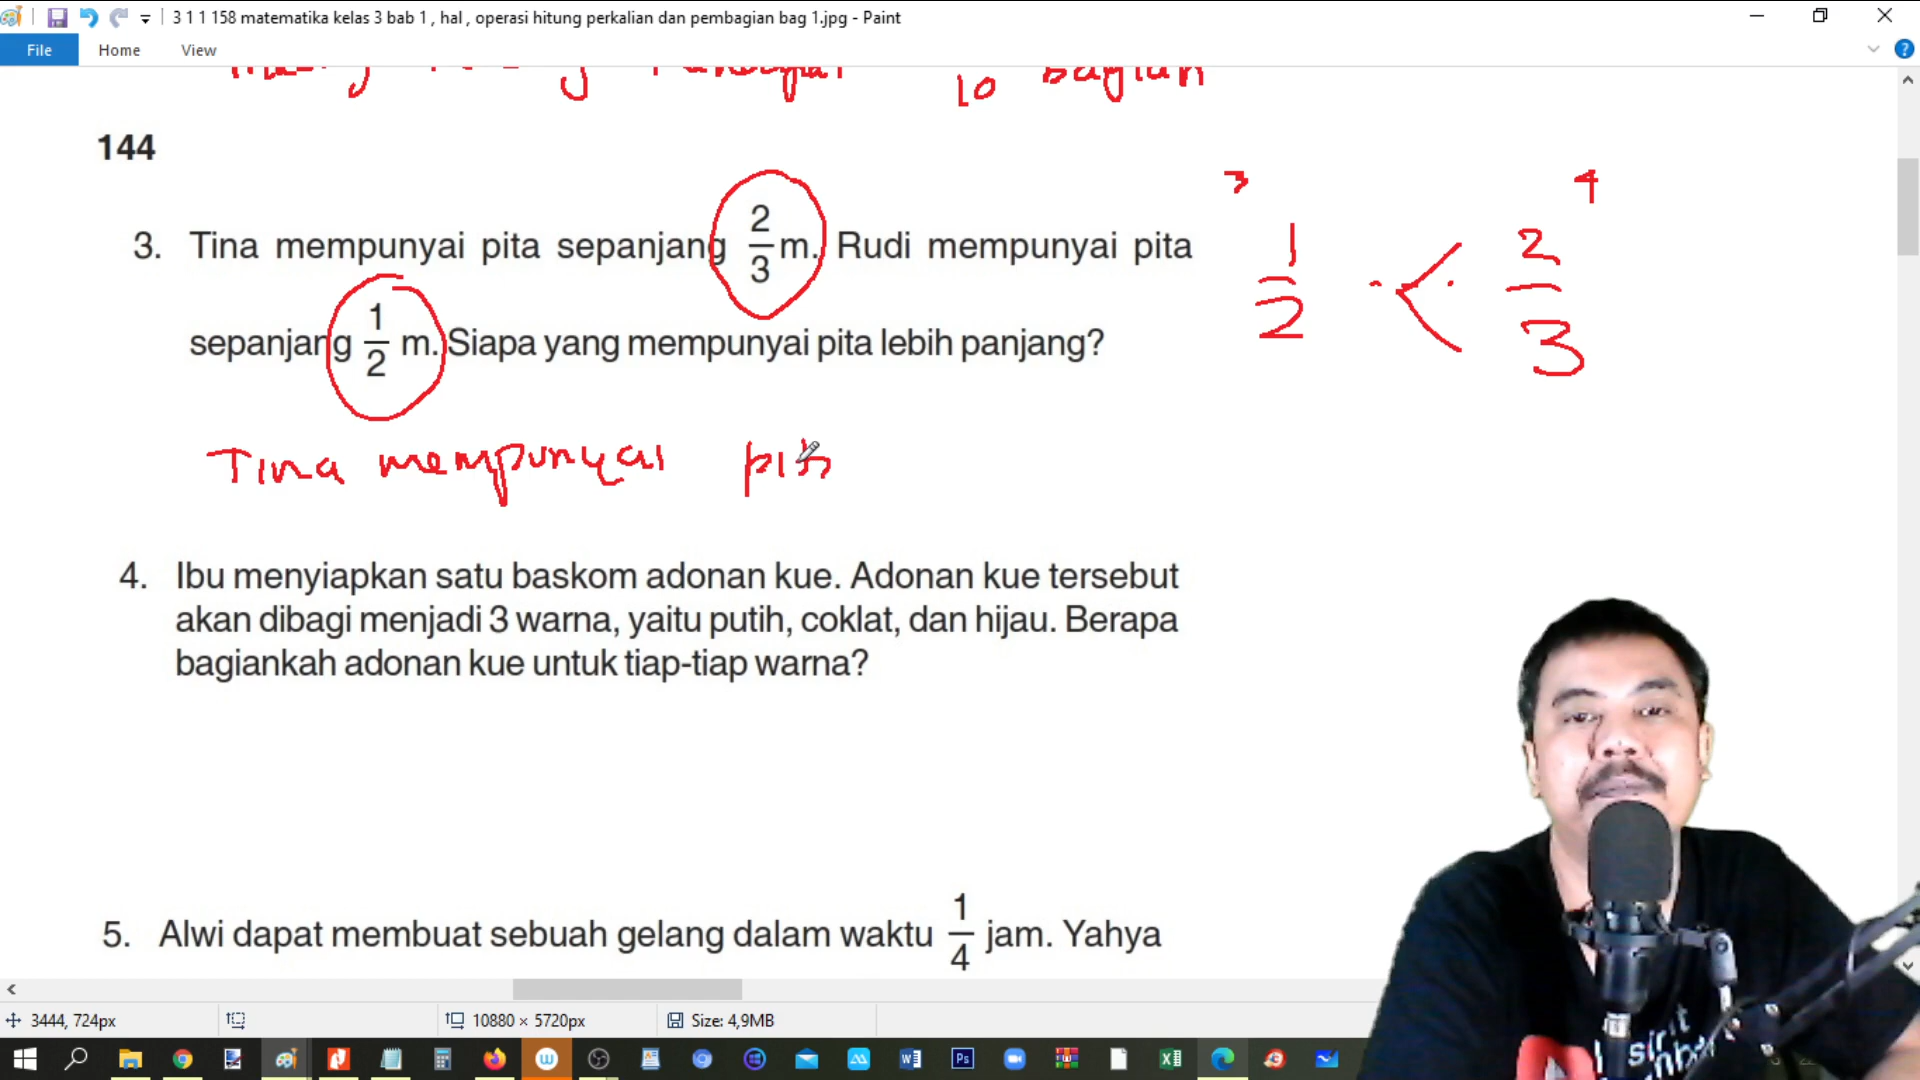 3 1 1 158 matematika kelas 3 bab 1 , hal , operasi hitung perkalian dan pembagian bag 1.jpg - Paint
File Home View
10 bagian
144
3. Tina mempunyai pita sepanjang 2/3 m. Rudi mempunyai pita
sepanjang 1/2 m. Siapa yang mempunyai pita lebih panjang?
3 4
1/2 .. < . 2/3
Tina mempunyai pita
4. Ibu menyiapkan satu baskom adonan kue. Adonan kue tersebut
akan dibagi menjadi 3 warna, yaitu putih, coklat, dan hijau. Berapa
bagiankah adonan kue untuk tiap-tiap warna?
5. Alwi dapat membuat sebuah gelang dalam waktu 1/4 jam. Yahya
3444, 724px 10880 × 5720px Size: 4,9MB